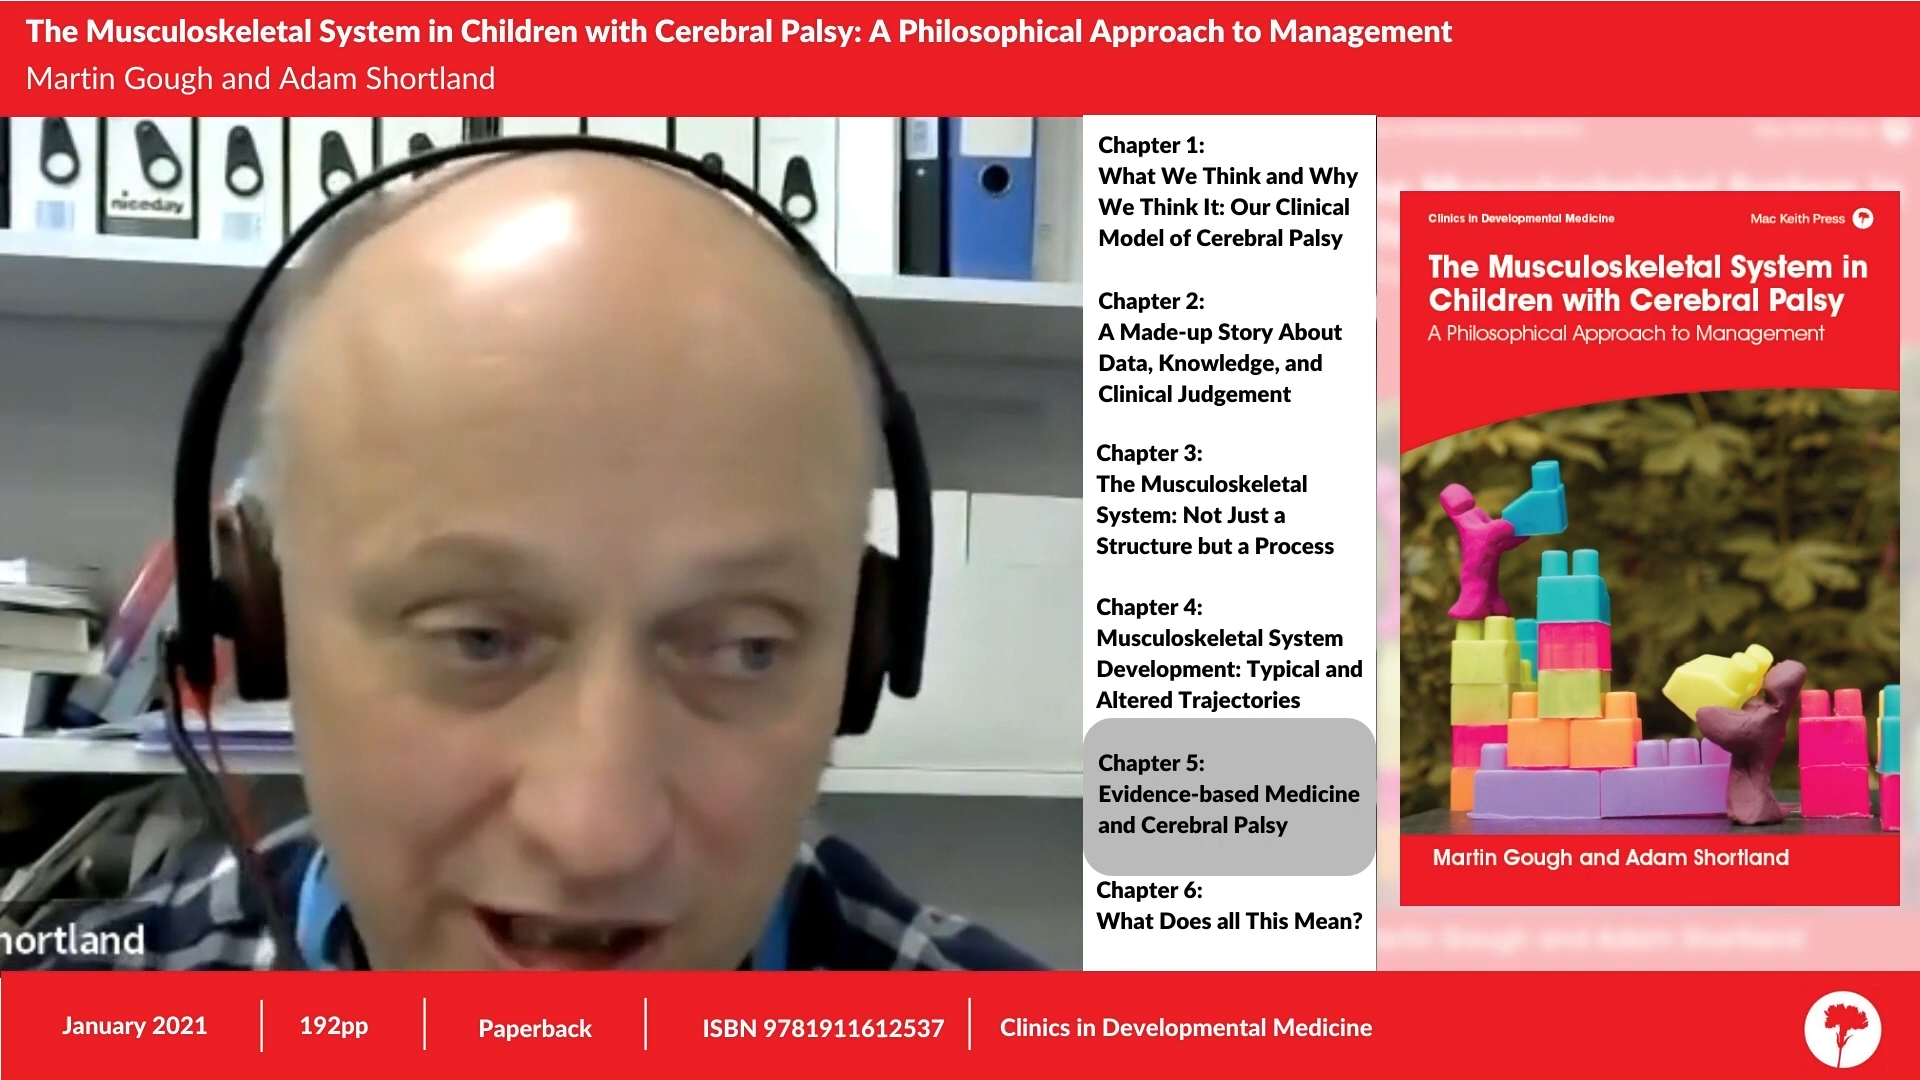 The Musculoskeletal System in Children with Cerebral Palsy: A Philosophical Approach to Management
Martin Gough and Adam Shortland
niceday
hortland
Chapter 1:
What We Think and Why
We Think It: Our Clinical
Model of Cerebral Palsy
Chapter 2:
A Made-up Story About
Data, Knowledge, and
Clinical Judgement
Chapter 3:
The Musculoskeletal
System: Not Just a
Structure but a Process
Chapter 4:
Musculoskeletal System
Development: Typical and
Altered Trajectories
Chapter 5:
Evidence-based Medicine
and Cerebral Palsy
Chapter 6:
What Does all This Mean?
Clinics in Developmental Medicine
Mac Keith Press
The Musculoskeletal System in
Children with Cerebral Palsy
A Philosophical Approach to Management
Martin Gough and Adam Shortland
January 2021
192pp
Paperback
ISBN 9781911612537
Clinics in Developmental Medicine